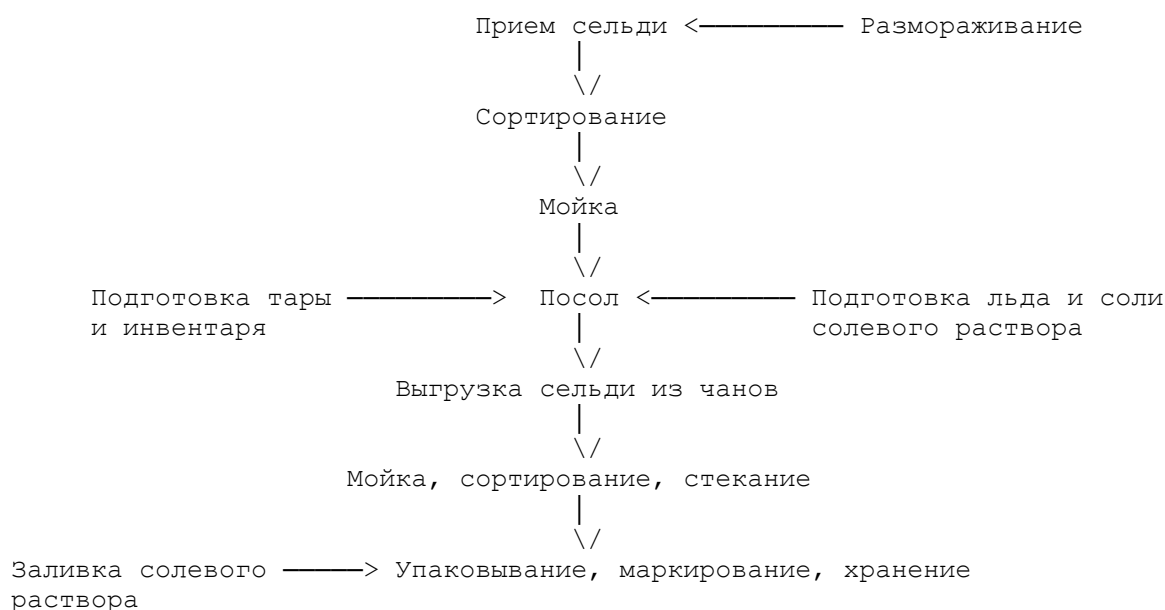 Прием сельди <————————— Размораживание
Сортирование
Мойка
Подготовка тары —————————> Посол <————————— Подготовка льда и соли
и инвентаря солевого раствора
Выгрузка сельди из чанов
Мойка, сортирование, стекание
Заливка солевого —————> Упаковывание, маркирование, хранение
раствора